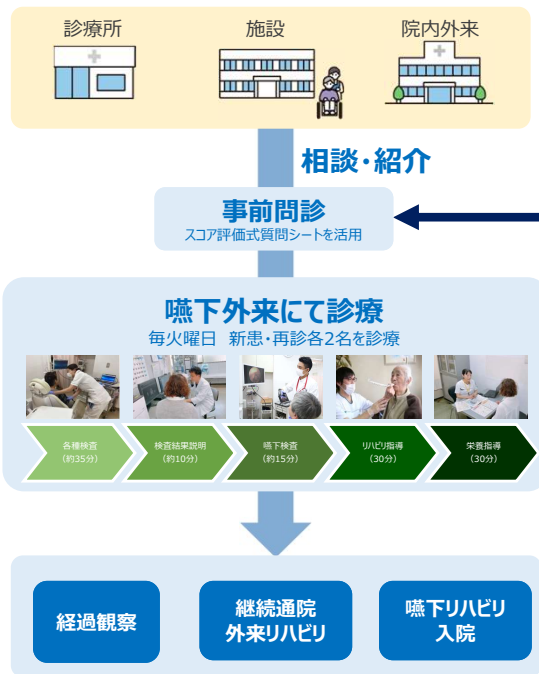 診療所
施設
院内外来
相談・紹介
事前問診
スコア評価式質問シートを活用
嚥下外来にて診療
毎火曜日 新患・再診各2名を診療
各種検査
(約35分)
検査結果説明
(約10分)
嚥下検査
(約15分)
リハビリ指導
(30分)
栄養指導
(30分)
経過観察
継続通院
外来リハビリ
嚥下リハビリ
入院